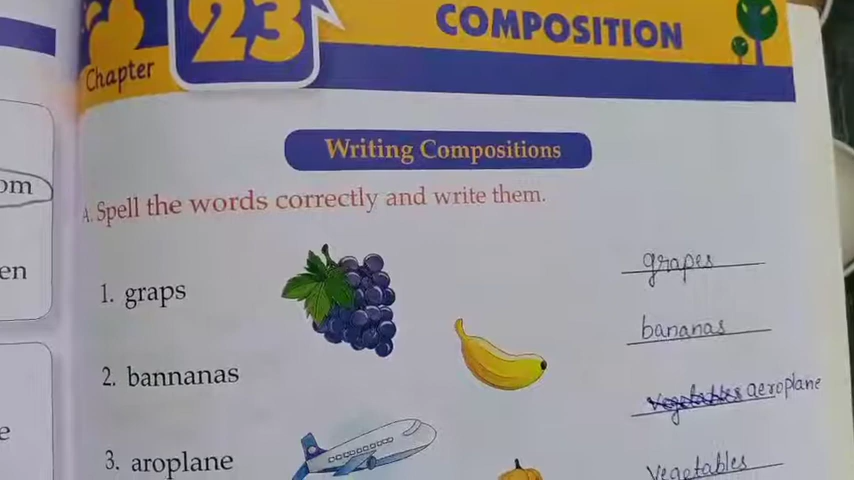 Chapter 23 COMPOSITION
Writing Compositions
A. Spell the words correctly and write them.
1. graps grapes
2. bannanas bananas
3. aroplane vegetables aeroplane
vegetables
om
en
e